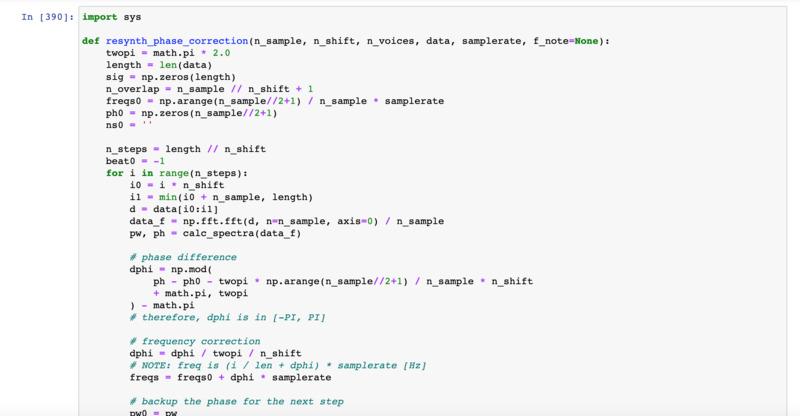 In [390]: import sys
def resynth_phase_correction(n_sample, n_shift, n_voices, data, samplerate, f_note=None):
    twopi = math.pi * 2.0
    length = len(data)
    sig = np.zeros(length)
    n_overlap = n_sample // n_shift + 1
    freqs0 = np.arange(n_sample//2+1) / n_sample * samplerate
    ph0 = np.zeros(n_sample//2+1)
    ns0 = ''
    n_steps = length // n_shift
    beat0 = -1
    for i in range(n_steps):
        i0 = i * n_shift
        i1 = min(i0 + n_sample, length)
        d = data[i0:i1]
        data_f = np.fft.fft(d, n=n_sample, axis=0) / n_sample
        pw, ph = calc_spectra(data_f)
        # phase difference
        dphi = np.mod(
            ph - ph0 - twopi * np.arange(n_sample//2+1) / n_sample * n_shift
            + math.pi, twopi
        ) - math.pi
        # therefore, dphi is in [-PI, PI]
        # frequency correction
        dphi = dphi / twopi / n_shift
        # NOTE: freq is (i / len + dphi) * samplerate [Hz]
        freqs = freqs0 + dphi * samplerate
        # backup the phase for the next step
        pw0 = pw